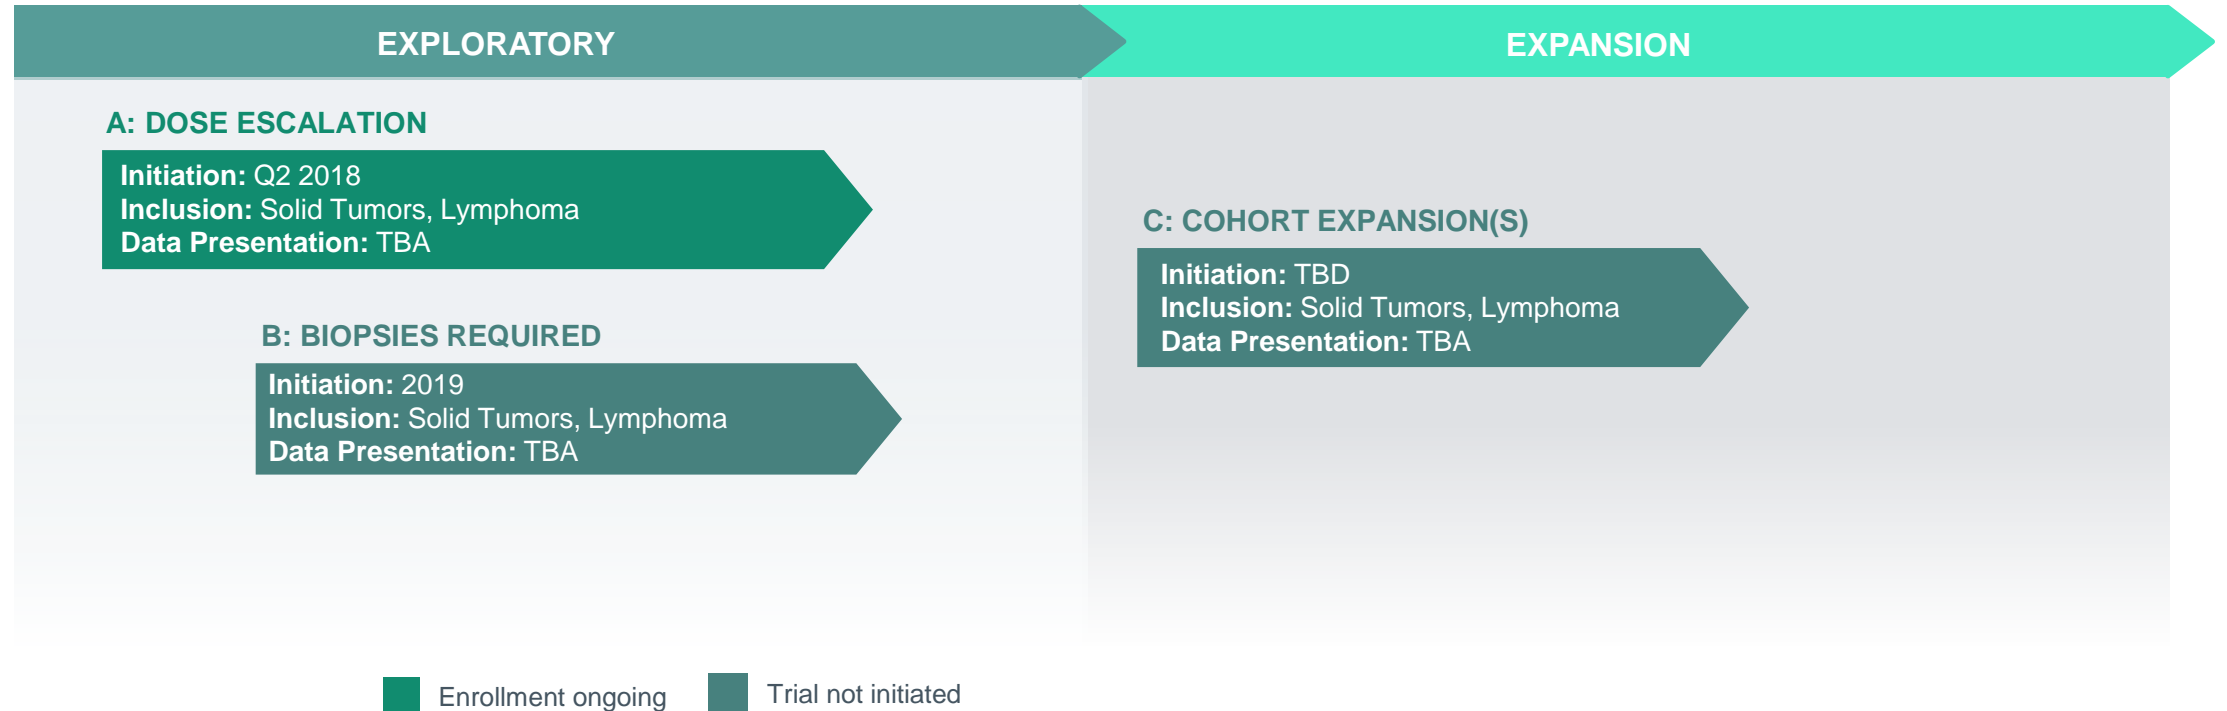 EXPLORATORY
EXPANSION
A: DOSE ESCALATION
Initiation: Q2 2018
Inclusion: Solid Tumors, Lymphoma
Data Presentation: TBA
B: BIOPSIES REQUIRED
Initiation: 2019
Inclusion: Solid Tumors, Lymphoma
Data Presentation: TBA
C: COHORT EXPANSION(S)
Initiation: TBD
Inclusion: Solid Tumors, Lymphoma
Data Presentation: TBA
Enrollment ongoing
Trial not initiated